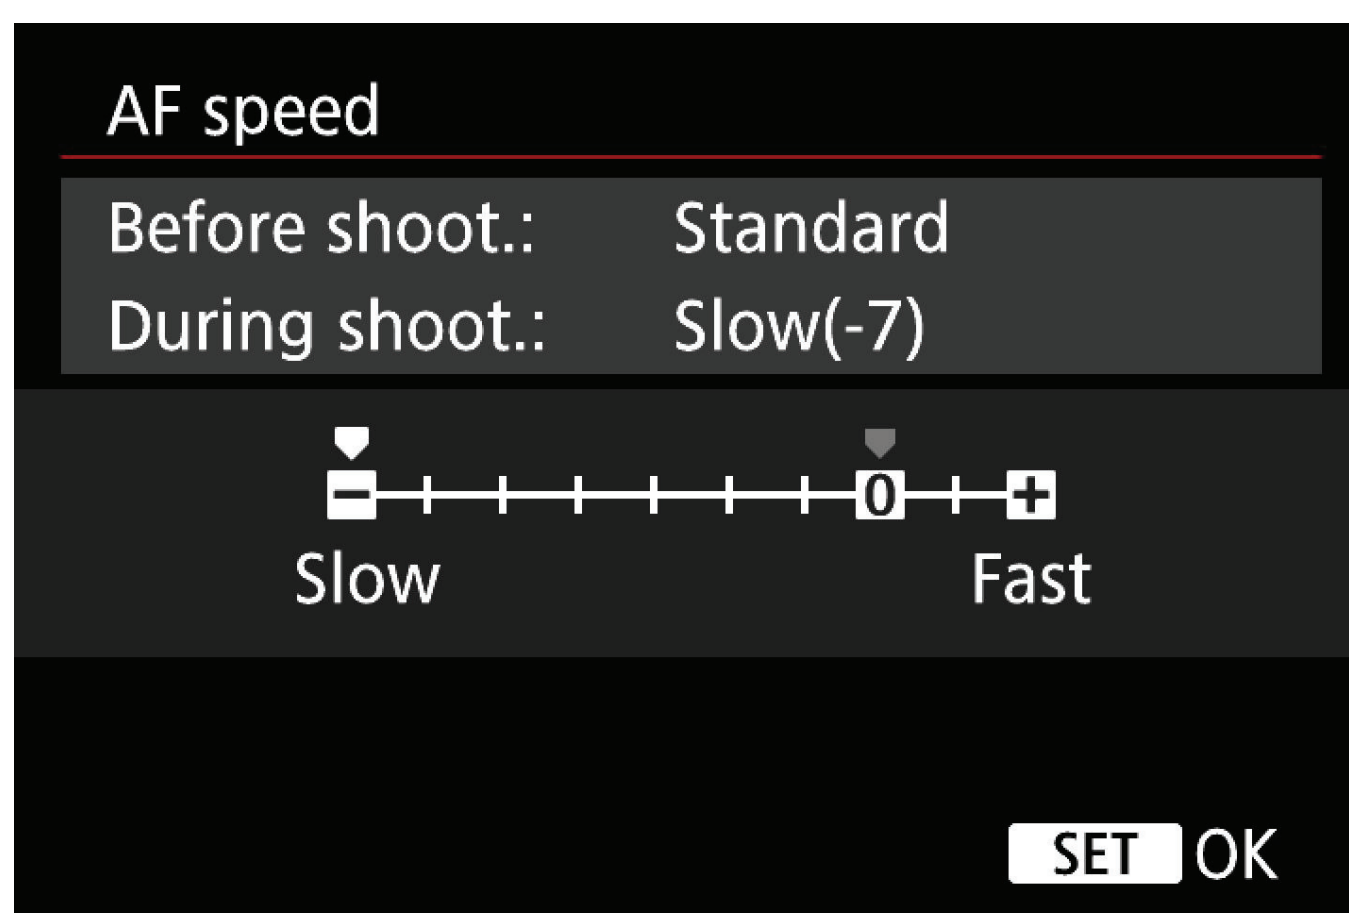 AF speed
Before shoot.: Standard
During shoot.: Slow(-7)
- 0 +
Slow Fast
SET OK